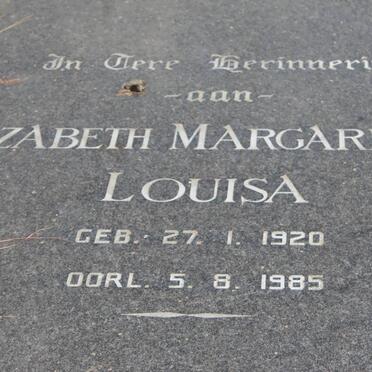 In Tere Herinneri
-aan-
ZABETH MARGAR
LOUISA
GEB. 27. 1. 1920
OORL. 5. 8. 1985